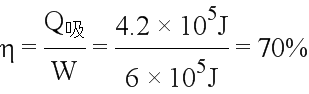 η = Q吸/W = 4.2 × 10⁵J/6 × 10⁵J = 70%